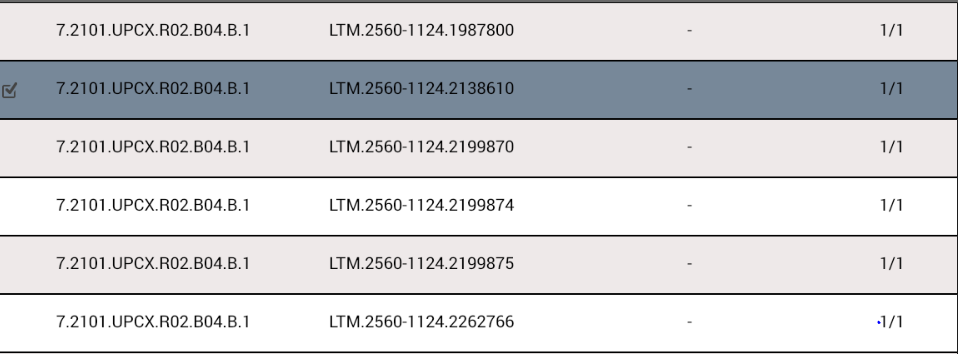 7.2101.UPCX.R02.B04.B.1 LTM.2560-1124.1987800 - 1/1
7.2101.UPCX.R02.B04.B.1 LTM.2560-1124.2138610 - 1/1
7.2101.UPCX.R02.B04.B.1 LTM.2560-1124.2199870 - 1/1
7.2101.UPCX.R02.B04.B.1 LTM.2560-1124.2199874 - 1/1
7.2101.UPCX.R02.B04.B.1 LTM.2560-1124.2199875 - 1/1
7.2101.UPCX.R02.B04.B.1 LTM.2560-1124.2262766 - 1/1